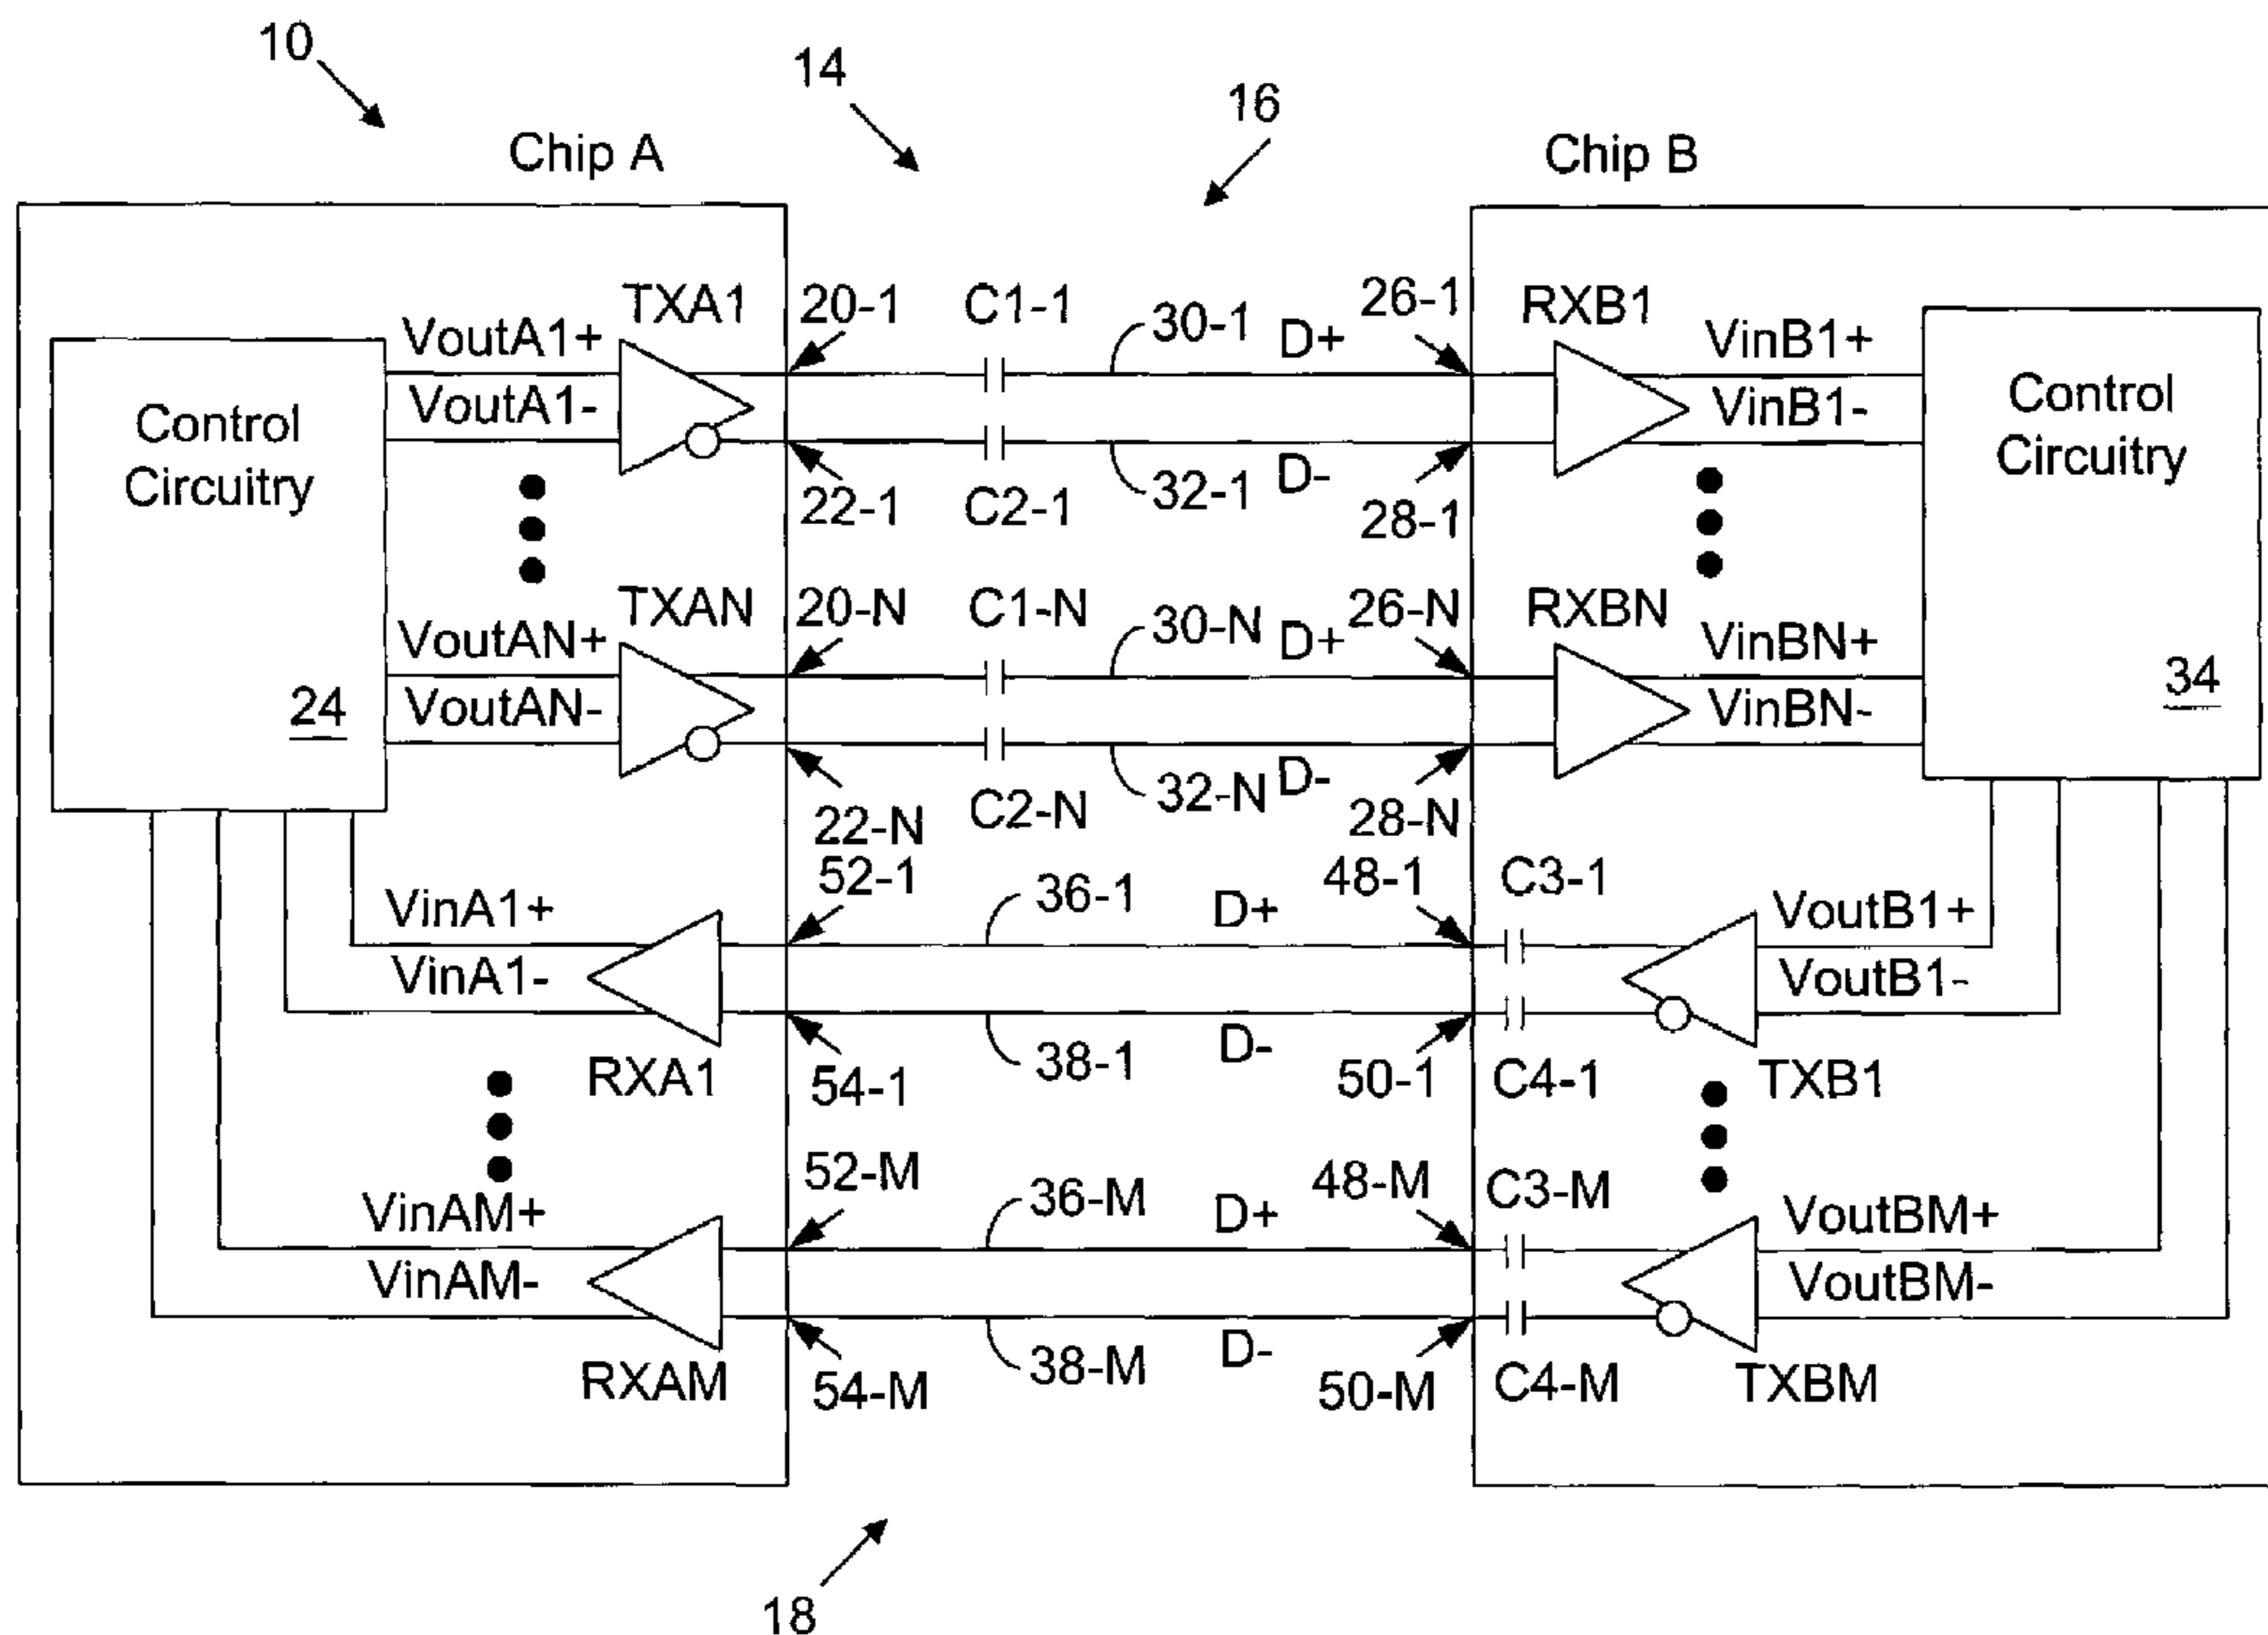 10
14
16
Chip A
Chip B
TXA1
20-1
C1-1
30-1
D+
26-1
RXB1
VoutA1+
VinB1+
VoutA1-
VinB1-
Control
Circuitry
Control
Circuitry
22-1
C2-1
32-1
D-
28-1
TXAN
20-N
C1-N
30-N
D+
26-N
RXBN
VoutAN+
VinBN+
24
VoutAN-
VinBN-
34
22-N
C2-N
32-N
D-
28-N
52-1
36-1
D+
48-1
C3-1
VinA1+
VoutB1+
VinA1-
VoutB1-
RXA1
54-1
38-1
D-
50-1
C4-1
TXB1
52-M
36-M
D+
48-M
C3-M
VinAM+
VoutBM+
VinAM-
VoutBM-
RXAM
54-M
38-M
D-
50-M
C4-M
TXBM
18